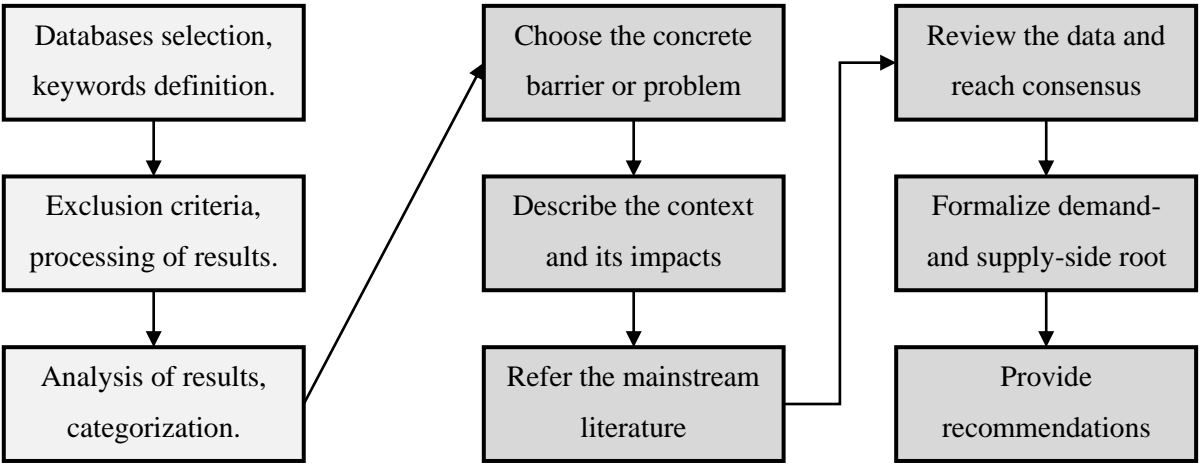 Databases selection,
keywords definition.
Exclusion criteria,
processing of results.
Analysis of results,
categorization.
Choose the concrete
barrier or problem
Describe the context
and its impacts
Refer the mainstream
literature
Review the data and
reach consensus
Formalize demand-
and supply-side root
Provide
recommendations